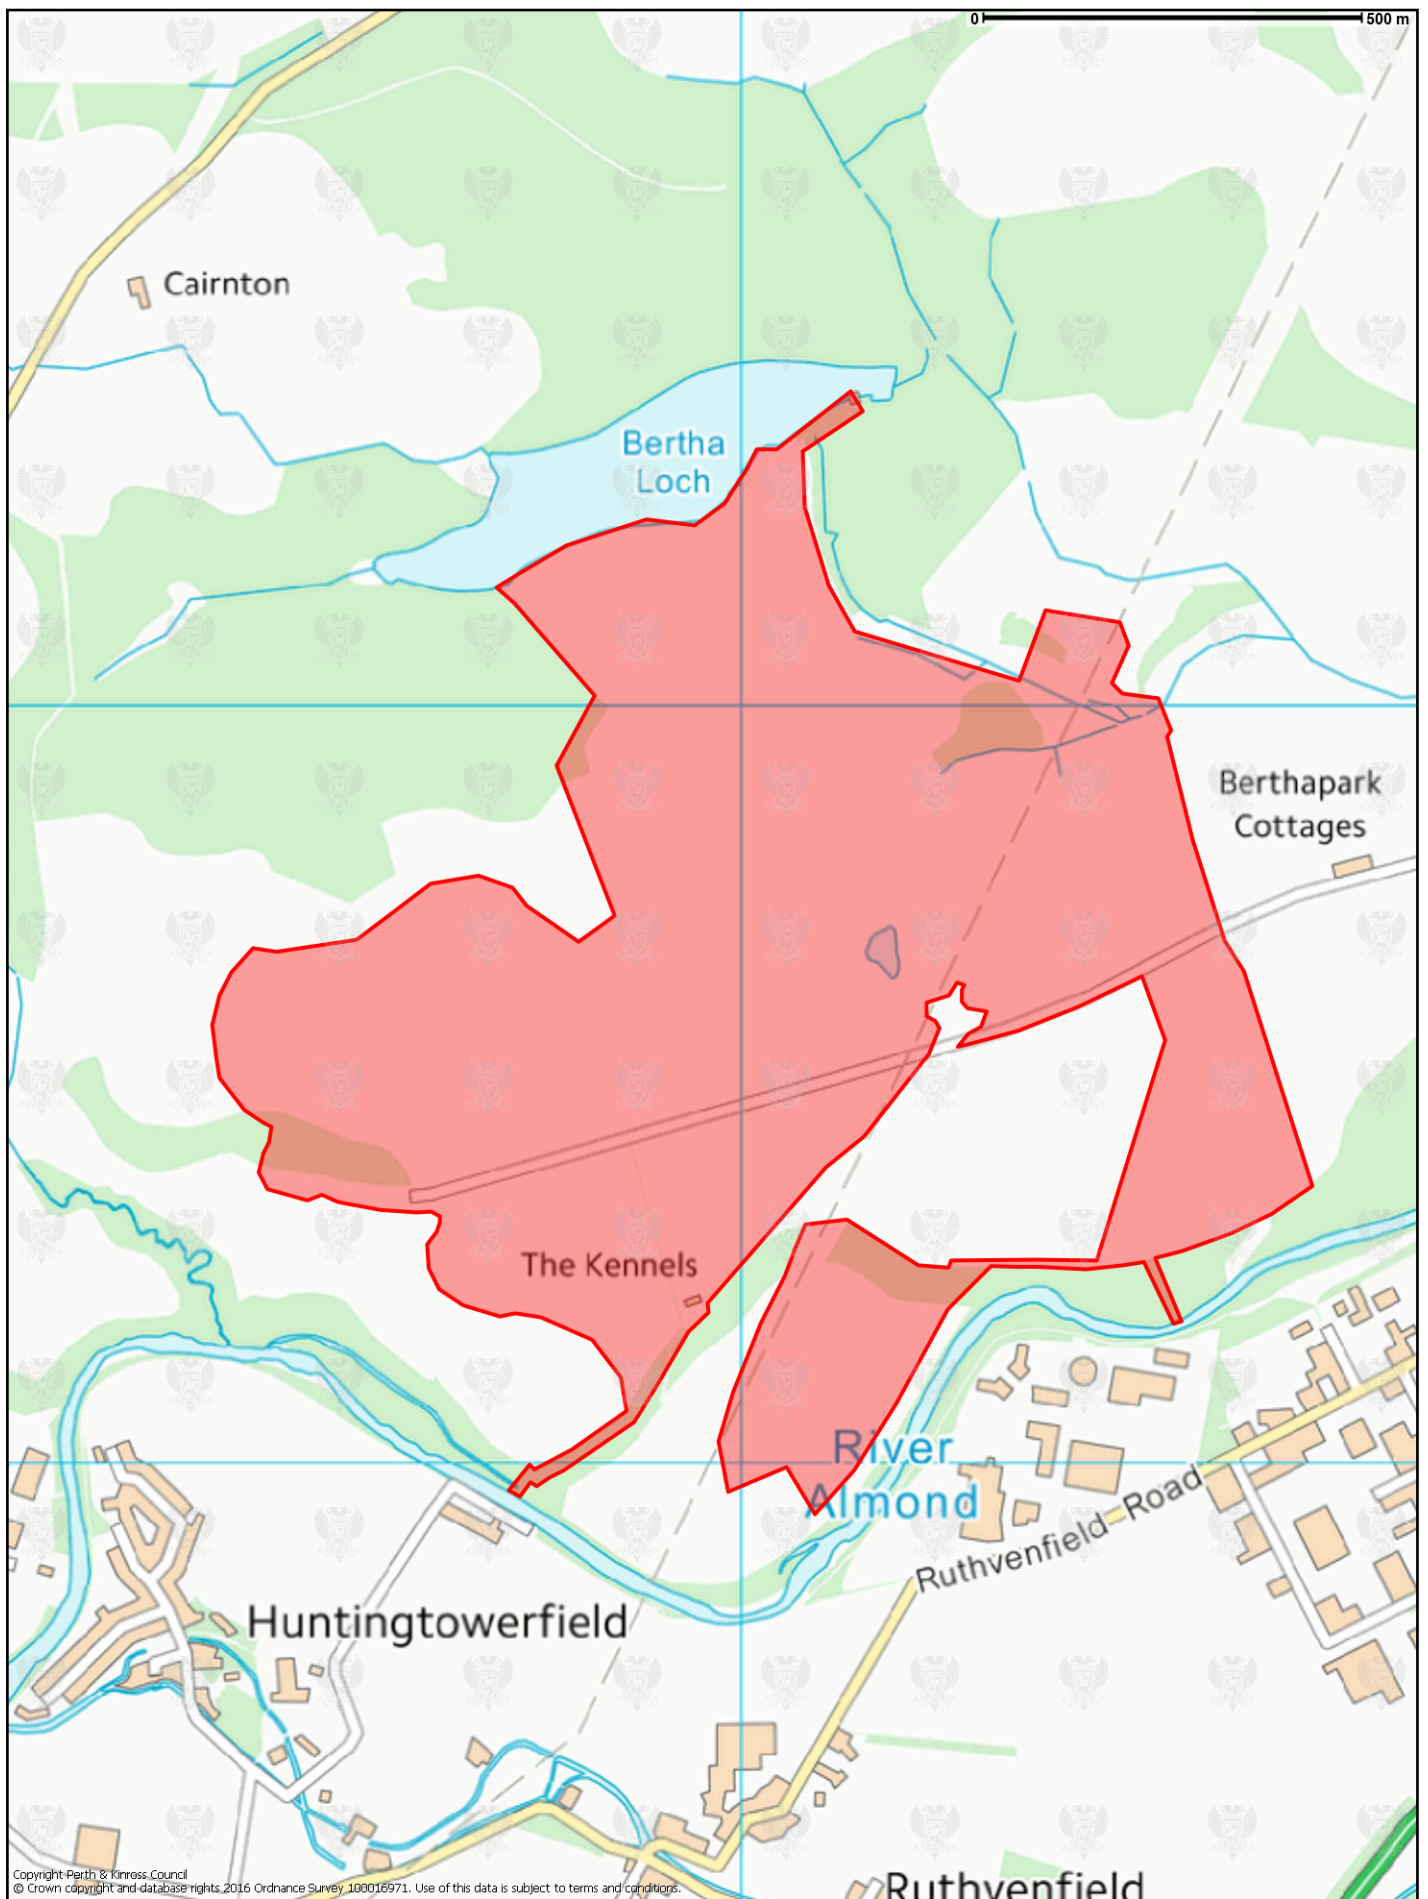 0 500 m
Cairnton
Bertha
Loch
Berthapark
Cottages
The Kennels
River
Almond
Ruthvenfield Road
Huntingtowerfield
Ruthvenfield
Copyright Perth & Kinross Council
© Crown copyright and database rights 2016 Ordnance Survey 100016971. Use of this data is subject to terms and conditions.